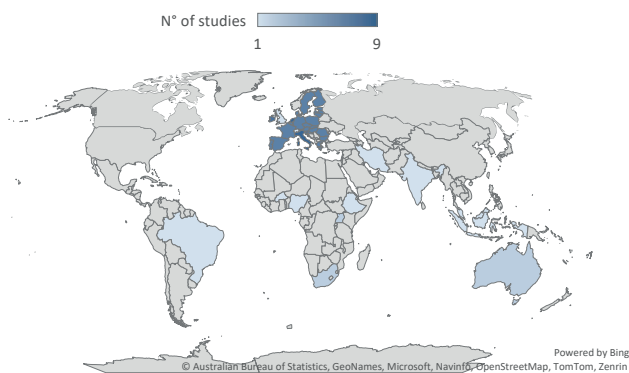 N° of studies
1 9
Powered by Bing
© Australian Bureau of Statistics, GeoNames, Microsoft, Navinfo, OpenStreetMap, TomTom, Zenrin